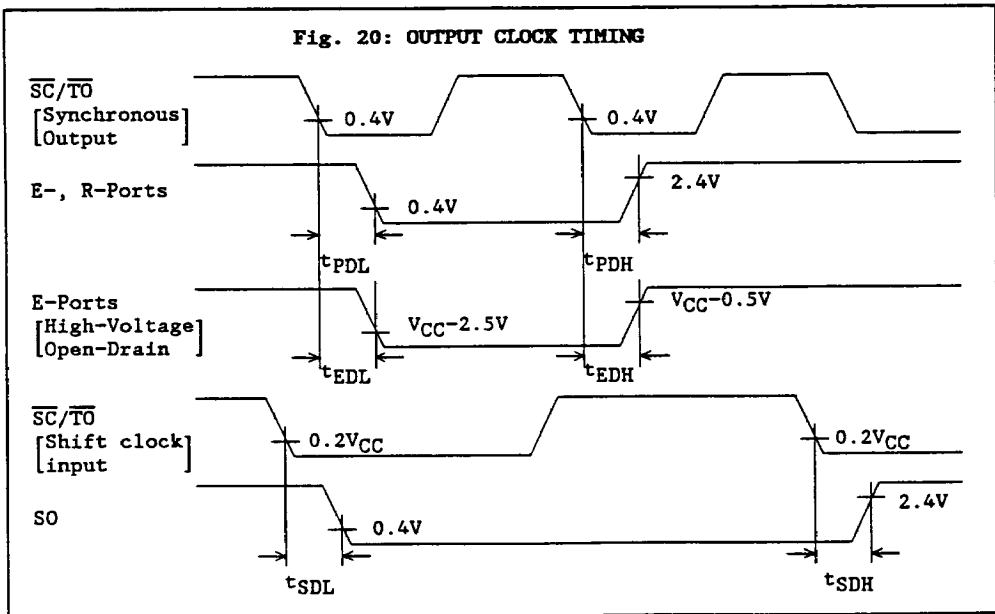 Fig. 20: OUTPUT CLOCK TIMING
SC/TO
[Synchronous
Output]
0.4V
0.4V
E-, R-Ports
0.4V
2.4V
tPDL
tPDH
E-Ports
[High-Voltage
Open-Drain]
VCC-2.5V
VCC-0.5V
tEDL
tEDH
SC/TO
[Shift clock
input]
0.2VCC
0.2VCC
SO
0.4V
2.4V
tSDL
tSDH